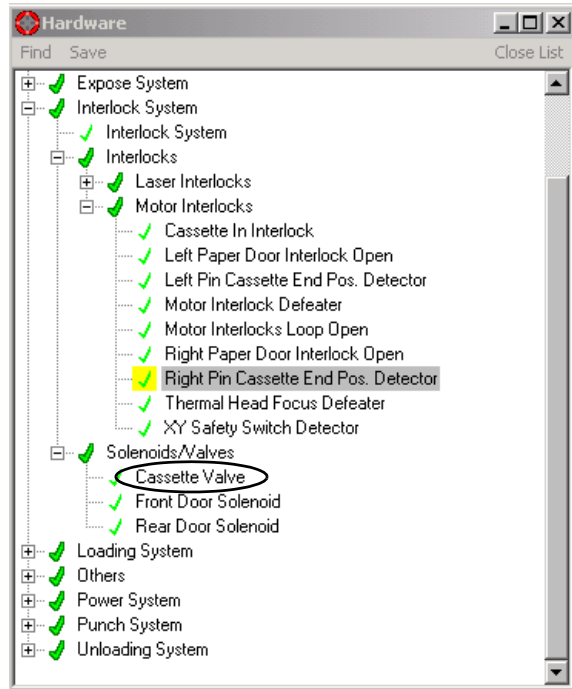 Hardware
Find Save Close List
Expose System
Interlock System
Interlock System
Interlocks
Laser Interlocks
Motor Interlocks
Cassette In Interlock
Left Paper Door Interlock Open
Left Pin Cassette End Pos. Detector
Motor Interlock Defeater
Motor Interlocks Loop Open
Right Paper Door Interlock Open
Right Pin Cassette End Pos. Detector
Thermal Head Focus Defeater
XY Safety Switch Detector
Solenoids/Valves
Cassette Valve
Front Door Solenoid
Rear Door Solenoid
Loading System
Others
Power System
Punch System
Unloading System